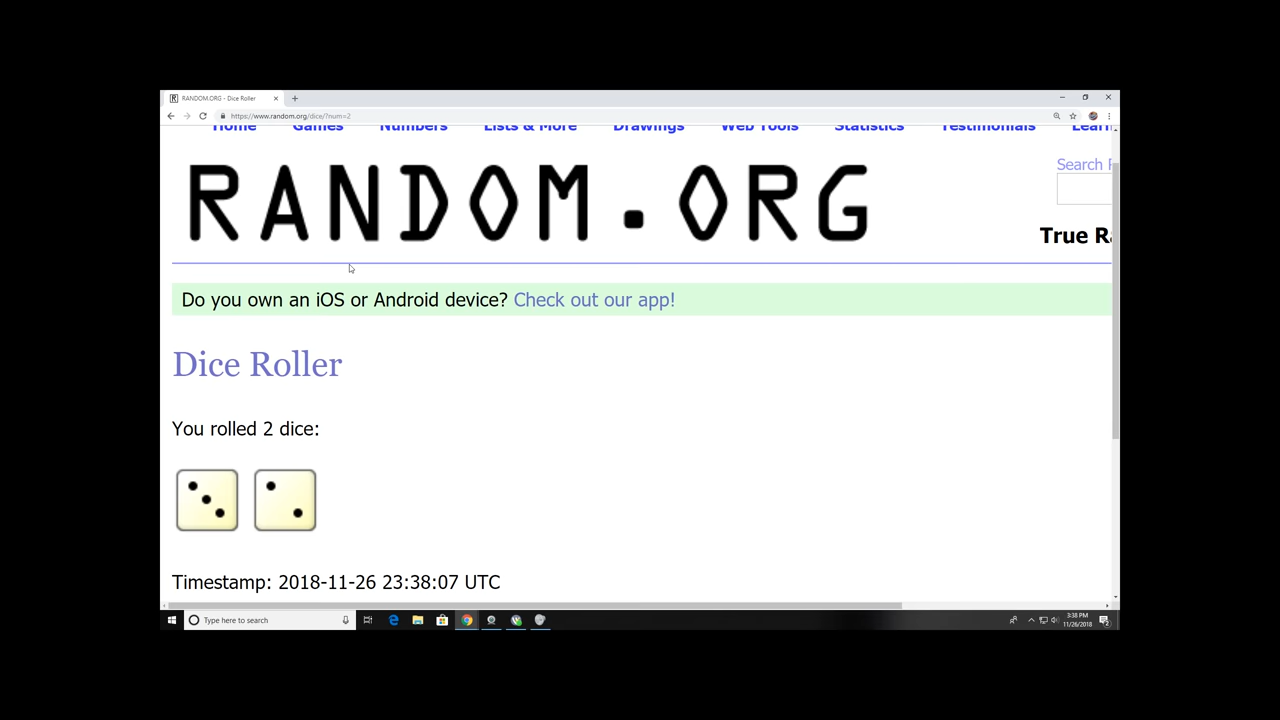 RANDOM.ORG - Dice Roller
https://www.random.org/dice/?num=2
Home Games Numbers Lists & More Drawings Web Tools Statistics Testimonials Learn
RANDOM.ORG
Search
True
Do you own an iOS or Android device? Check out our app!
Dice Roller
You rolled 2 dice:
Timestamp: 2018-11-26 23:38:07 UTC
Type here to search
3:38 PM
11/26/2018